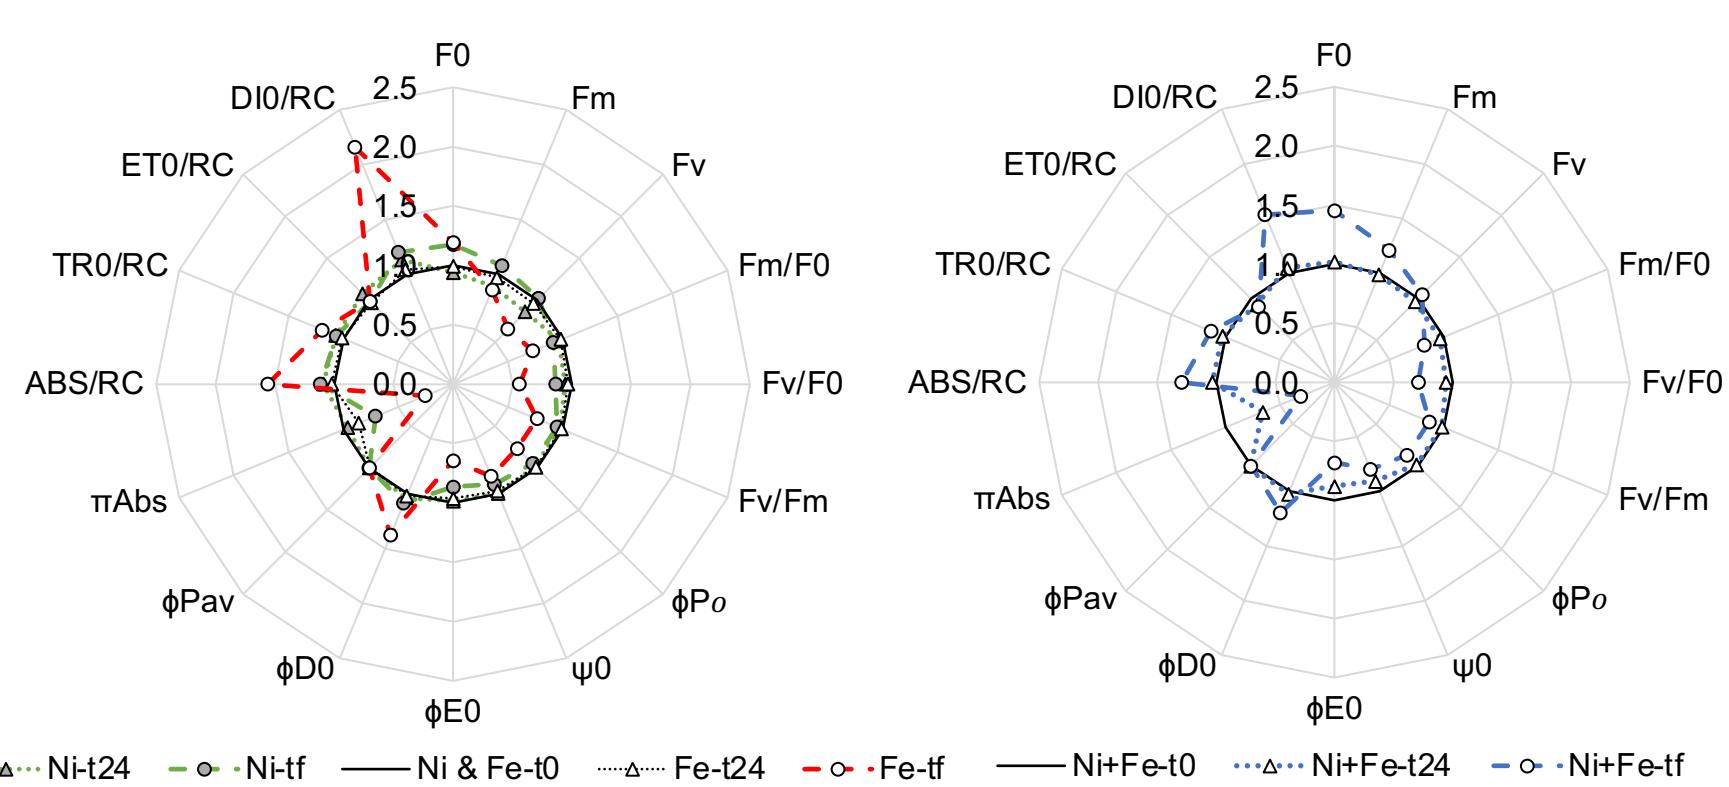 F0
Fm
Fv
Fm/F0
Fv/F0
Fv/Fm
ϕPo
ψ0
ϕE0
ϕD0
ϕPav
πAbs
ABS/RC
TR0/RC
ET0/RC
DI0/RC
2.5
2.0
1.5
1.0
0.5
0.0
Ni-t24 Ni-tf Ni & Fe-t0 Fe-t24 Fe-tf
F0
Fm
Fv
Fm/F0
Fv/F0
Fv/Fm
ϕPo
ψ0
ϕE0
ϕD0
ϕPav
πAbs
ABS/RC
TR0/RC
ET0/RC
DI0/RC
2.5
2.0
1.5
1.0
0.5
0.0
Ni+Fe-t0 Ni+Fe-t24 Ni+Fe-tf